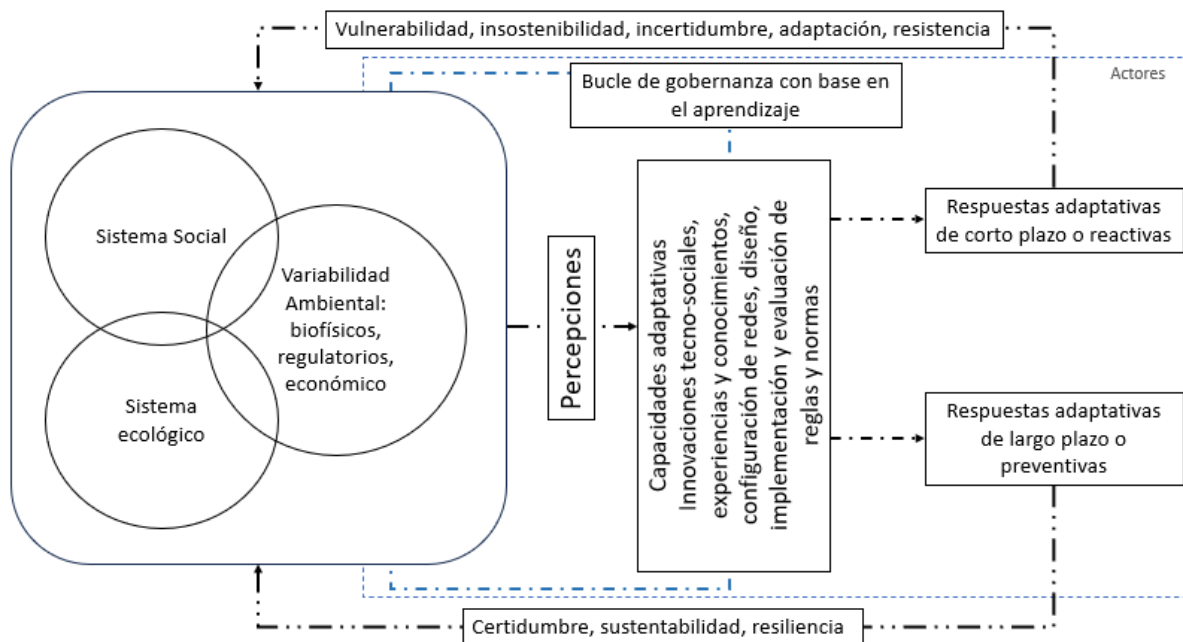 Vulnerabilidad, insostenibilidad, incertidumbre, adaptación, resistencia
Actores
Bucle de gobernanza con base en
el aprendizaje
Sistema Social
Variabilidad
Ambiental:
biofísicos,
regulatorios,
económico
Sistema
ecológico
Percepciones
Capacidades adaptativas
Innovaciones tecno-sociales,
experiencias y conocimientos,
configuración de redes, diseño,
implementación y evaluación de
reglas y normas
Respuestas adaptativas
de corto plazo o reactivas
Respuestas adaptativas
de largo plazo o
preventivas
Certidumbre, sustentabilidad, resiliencia